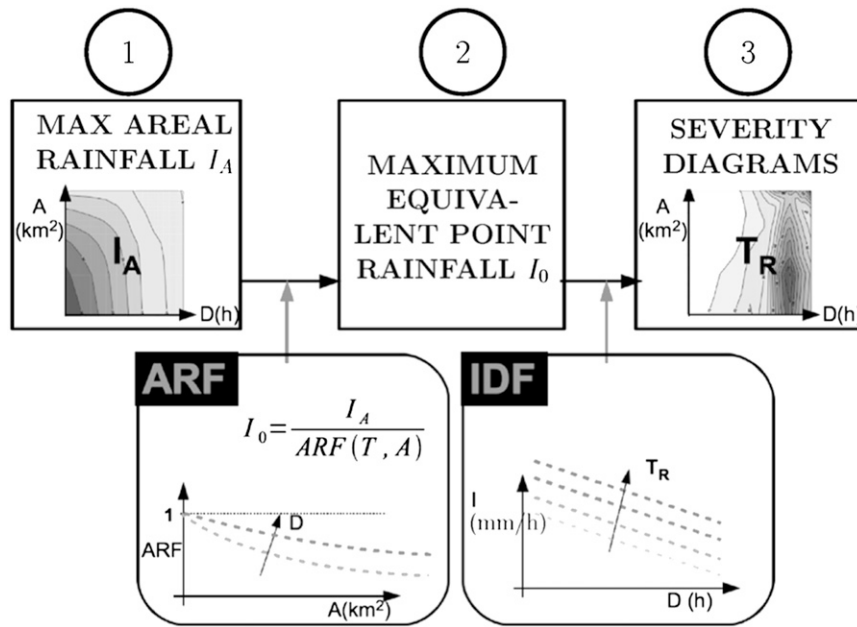 1
2
3
MAX AREAL
RAINFALL I_A
A
(km²)
I_A
D(h)
MAXIMUM
EQUIVA-
LENT POINT
RAINFALL I_0
SEVERITY
DIAGRAMS
A
(km²)
T_R
D(h)
ARF
I_0 = I_A / ARF(T, A)
1
D
ARF
A(km²)
IDF
T_R
I
(mm/h)
D (h)